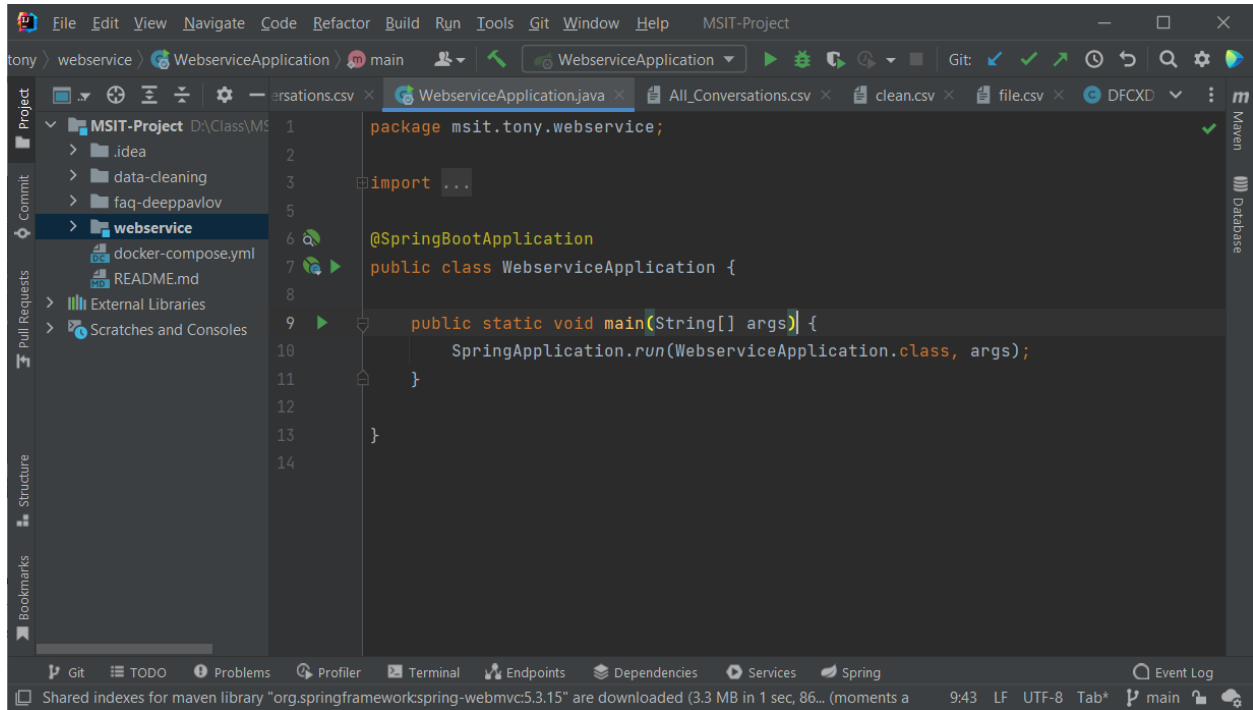 File Edit View Navigate Code Refactor Build Run Tools Git Window Help MSIT-Project
tony webservice WebserviceApplication m main WebserviceApplication Git:
ersations.csv WebserviceApplication.java All_Conversations.csv clean.csv file.csv C DFCXD
Project
Commit
Pull Requests
Structure
Bookmarks
MSIT-Project D:\Class\MS
.idea
data-cleaning
faq-deeppavlov
webservice
DC docker-compose.yml
MD README.md
External Libraries
Scratches and Consoles
1 package msit.tony.webservice;
2
3 import ...
5
6 @SpringBootApplication
7 public class WebserviceApplication {
8
9 public static void main(String[] args) {
10 SpringApplication.run(WebserviceApplication.class, args);
11 }
12
13 }
14
m Maven
Database
Git TODO Problems Profiler Terminal Endpoints Dependencies Services Spring Event Log
Shared indexes for maven library "org.springframework:spring-webmvc:5.3.15" are downloaded (3.3 MB in 1 sec, 86... (moments a 9:43 LF UTF-8 Tab* main